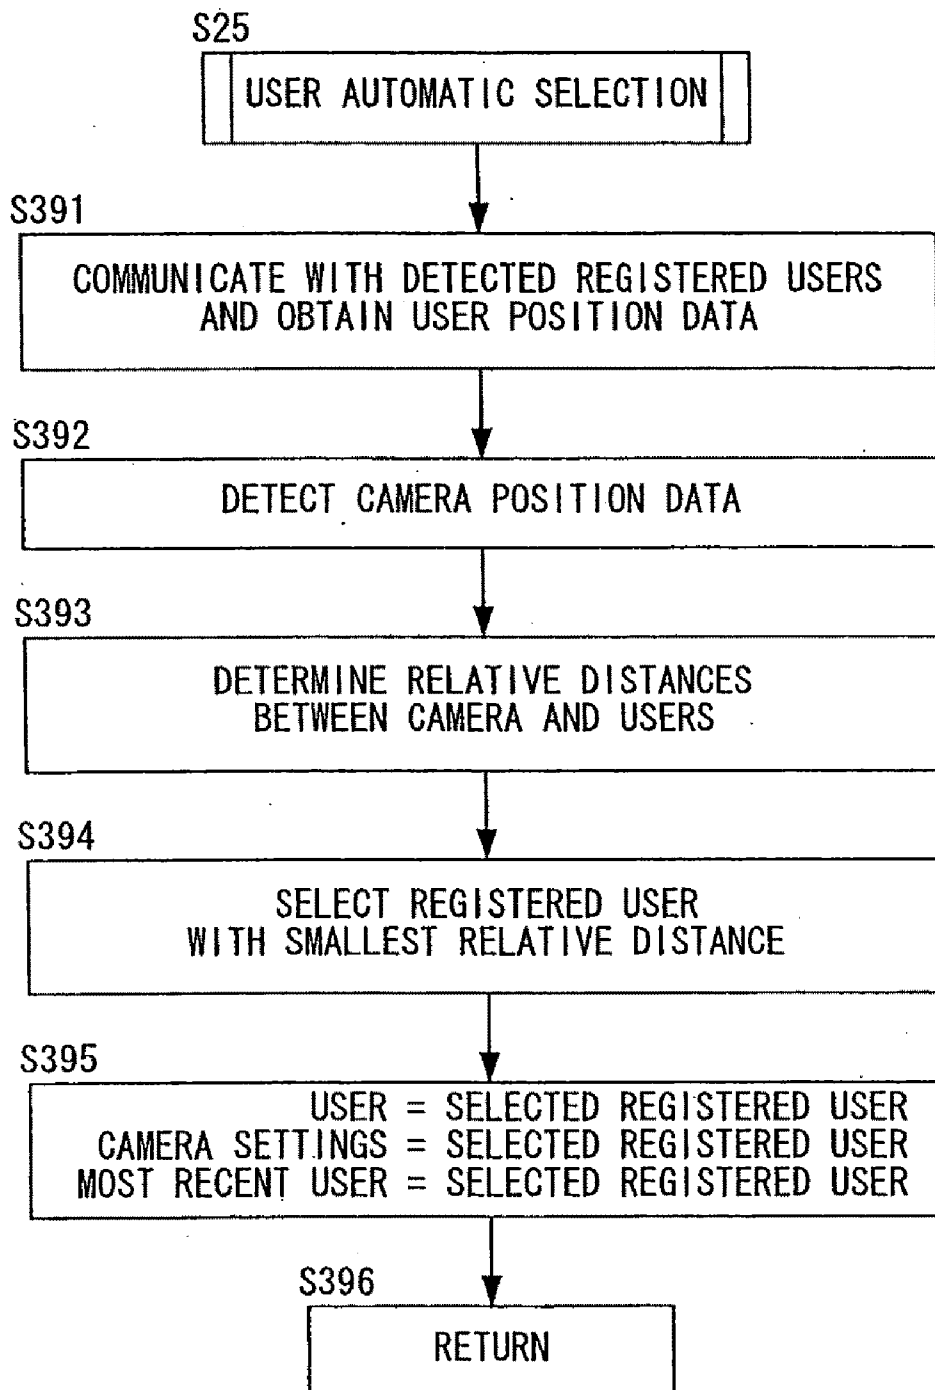 S25
USER AUTOMATIC SELECTION
S391
COMMUNICATE WITH DETECTED REGISTERED USERS
AND OBTAIN USER POSITION DATA
S392
DETECT CAMERA POSITION DATA
S393
DETERMINE RELATIVE DISTANCES
BETWEEN CAMERA AND USERS
S394
SELECT REGISTERED USER
WITH SMALLEST RELATIVE DISTANCE
S395
USER = SELECTED REGISTERED USER
CAMERA SETTINGS = SELECTED REGISTERED USER
MOST RECENT USER = SELECTED REGISTERED USER
S396
RETURN